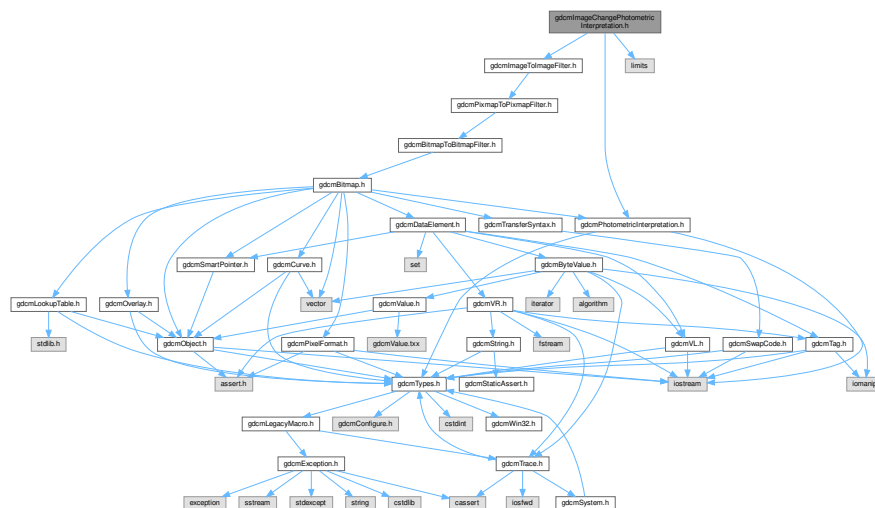 gdcmImageChangePhotometric
Interpretation.h
gdcmImageToImageFilter.h
limits
gdcmPixmapToPixmapFilter.h
gdcmBitmapToBitmapFilter.h
gdcmBitmap.h
gdcmDataElement.h
gdcmTransferSyntax.h
gdcmPhotometricInterpretation.h
gdcmSmartPointer.h
gdcmCurve.h
set
gdcmByteValue.h
gdcmLookupTable.h
gdcmOverlay.h
vector
gdcmValue.h
gdcmVR.h
iterator
algorithm
stdlib.h
gdcmObject.h
gdcmPixelFormat.h
gdcmValue.txx
gdcmString.h
fstream
gdcmVL.h
gdcmSwapCode.h
gdcmTag.h
assert.h
gdcmTypes.h
gdcmStaticAssert.h
iostream
iomanip
gdcmLegacyMacro.h
gdcmConfigure.h
cstdint
gdcmWin32.h
gdcmException.h
gdcmTrace.h
exception
sstream
stdexcept
string
cstdlib
cassert
iosfwd
gdcmSystem.h